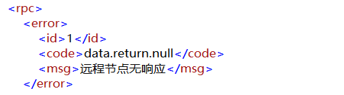 <rpc>
<error>
<id>1</id>
<code>data.return.null</code>
<msg>远程节点无响应</msg>
</error>